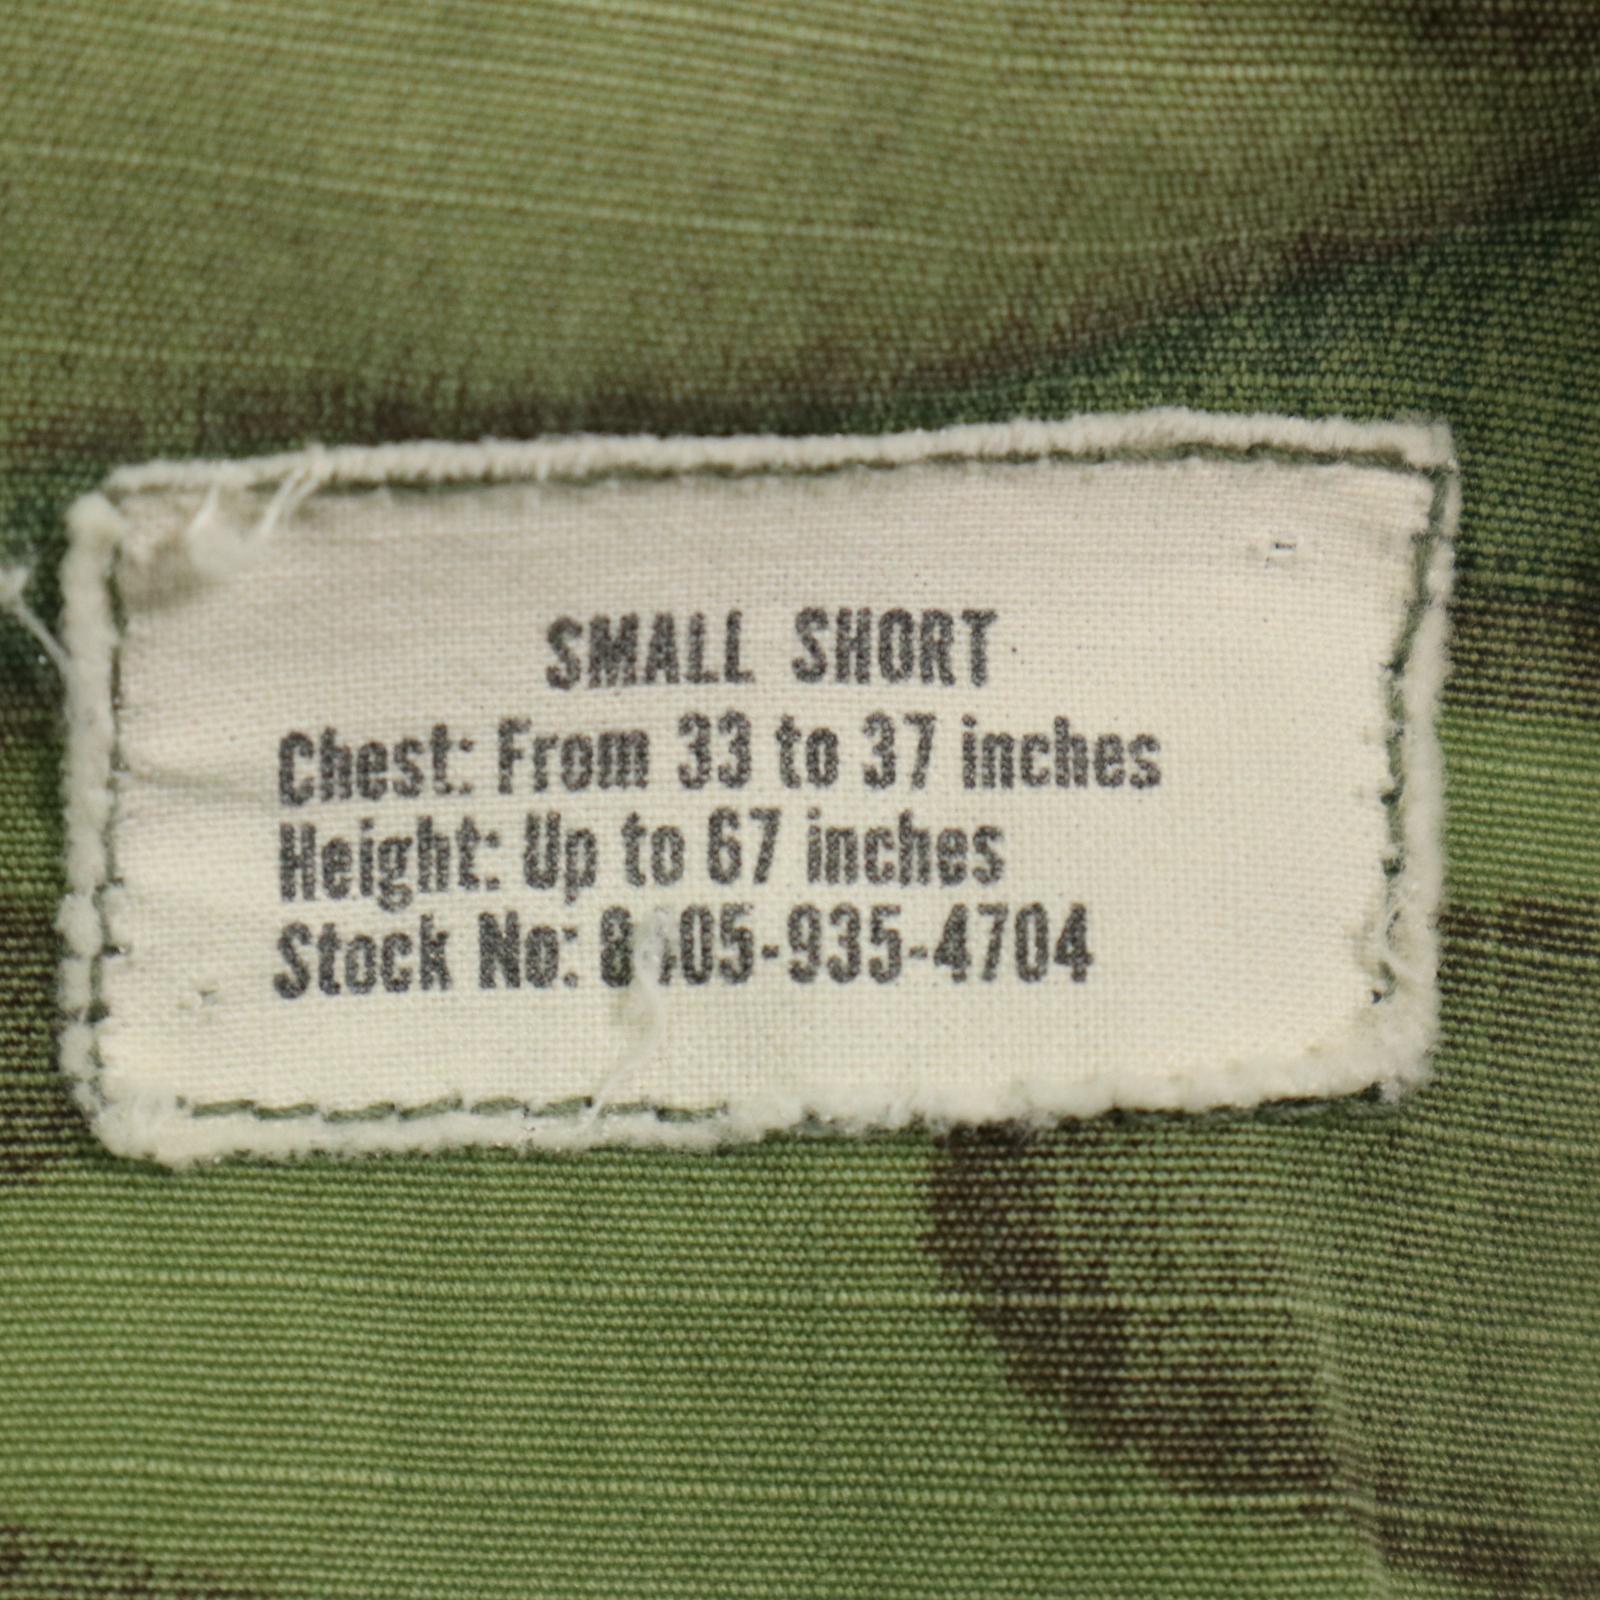 SMALL SHORT
Chest: From 33 to 37 inches
Height: Up to 67 inches
Stock No: